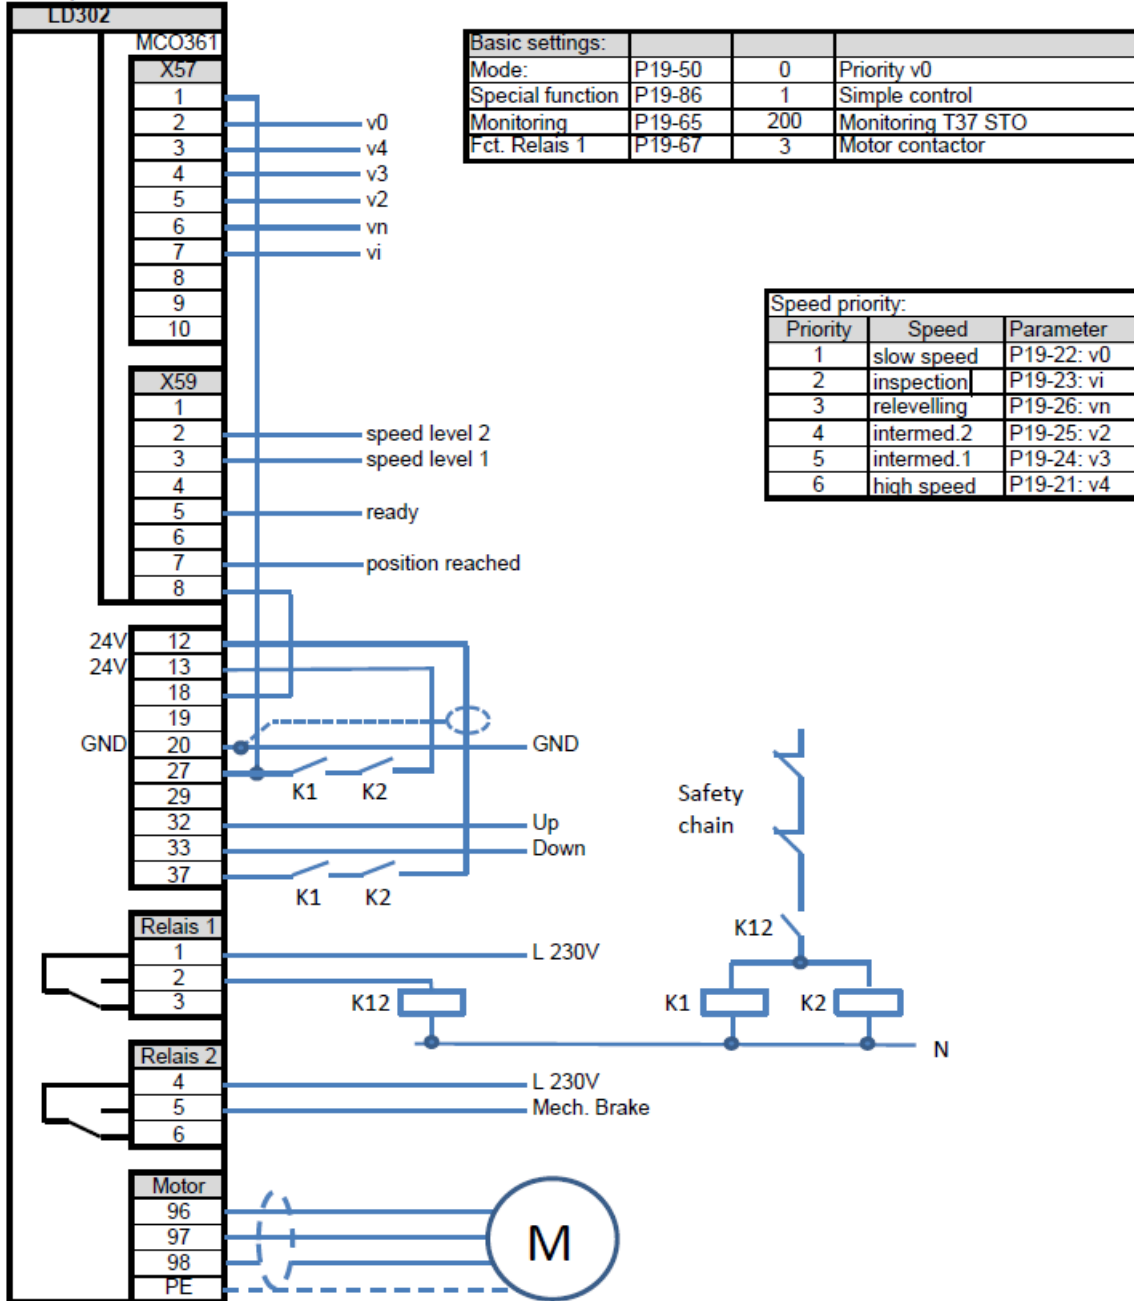 LD302
MCO361
X57
1
2 v0
3 v4
4 v3
5 v2
6 vn
7 vi
8
9
10
X59
1
2 speed level 2
3 speed level 1
4
5 ready
6
7 position reached
8
24V 12
24V 13
18
19
GND 20 GND
27
K1 K2
29
32 Up
33 Down
37
K1 K2
Relais 1
1 L 230V
2
3
K12
Relais 2
4 L 230V
5 Mech. Brake
6
Motor
96
97
98
PE
M
Basic settings:
Mode: P19-50 0 Priority v0
Special function P19-86 1 Simple control
Monitoring P19-65 200 Monitoring T37 STO
Fct. Relais 1 P19-67 3 Motor contactor
Speed priority:
Priority Speed Parameter
1 slow speed P19-22: v0
2 inspection P19-23: vi
3 relevelling P19-26: vn
4 intermed.2 P19-25: v2
5 intermed.1 P19-24: v3
6 high speed P19-21: v4
Safety
chain
K12
K1 K2
N